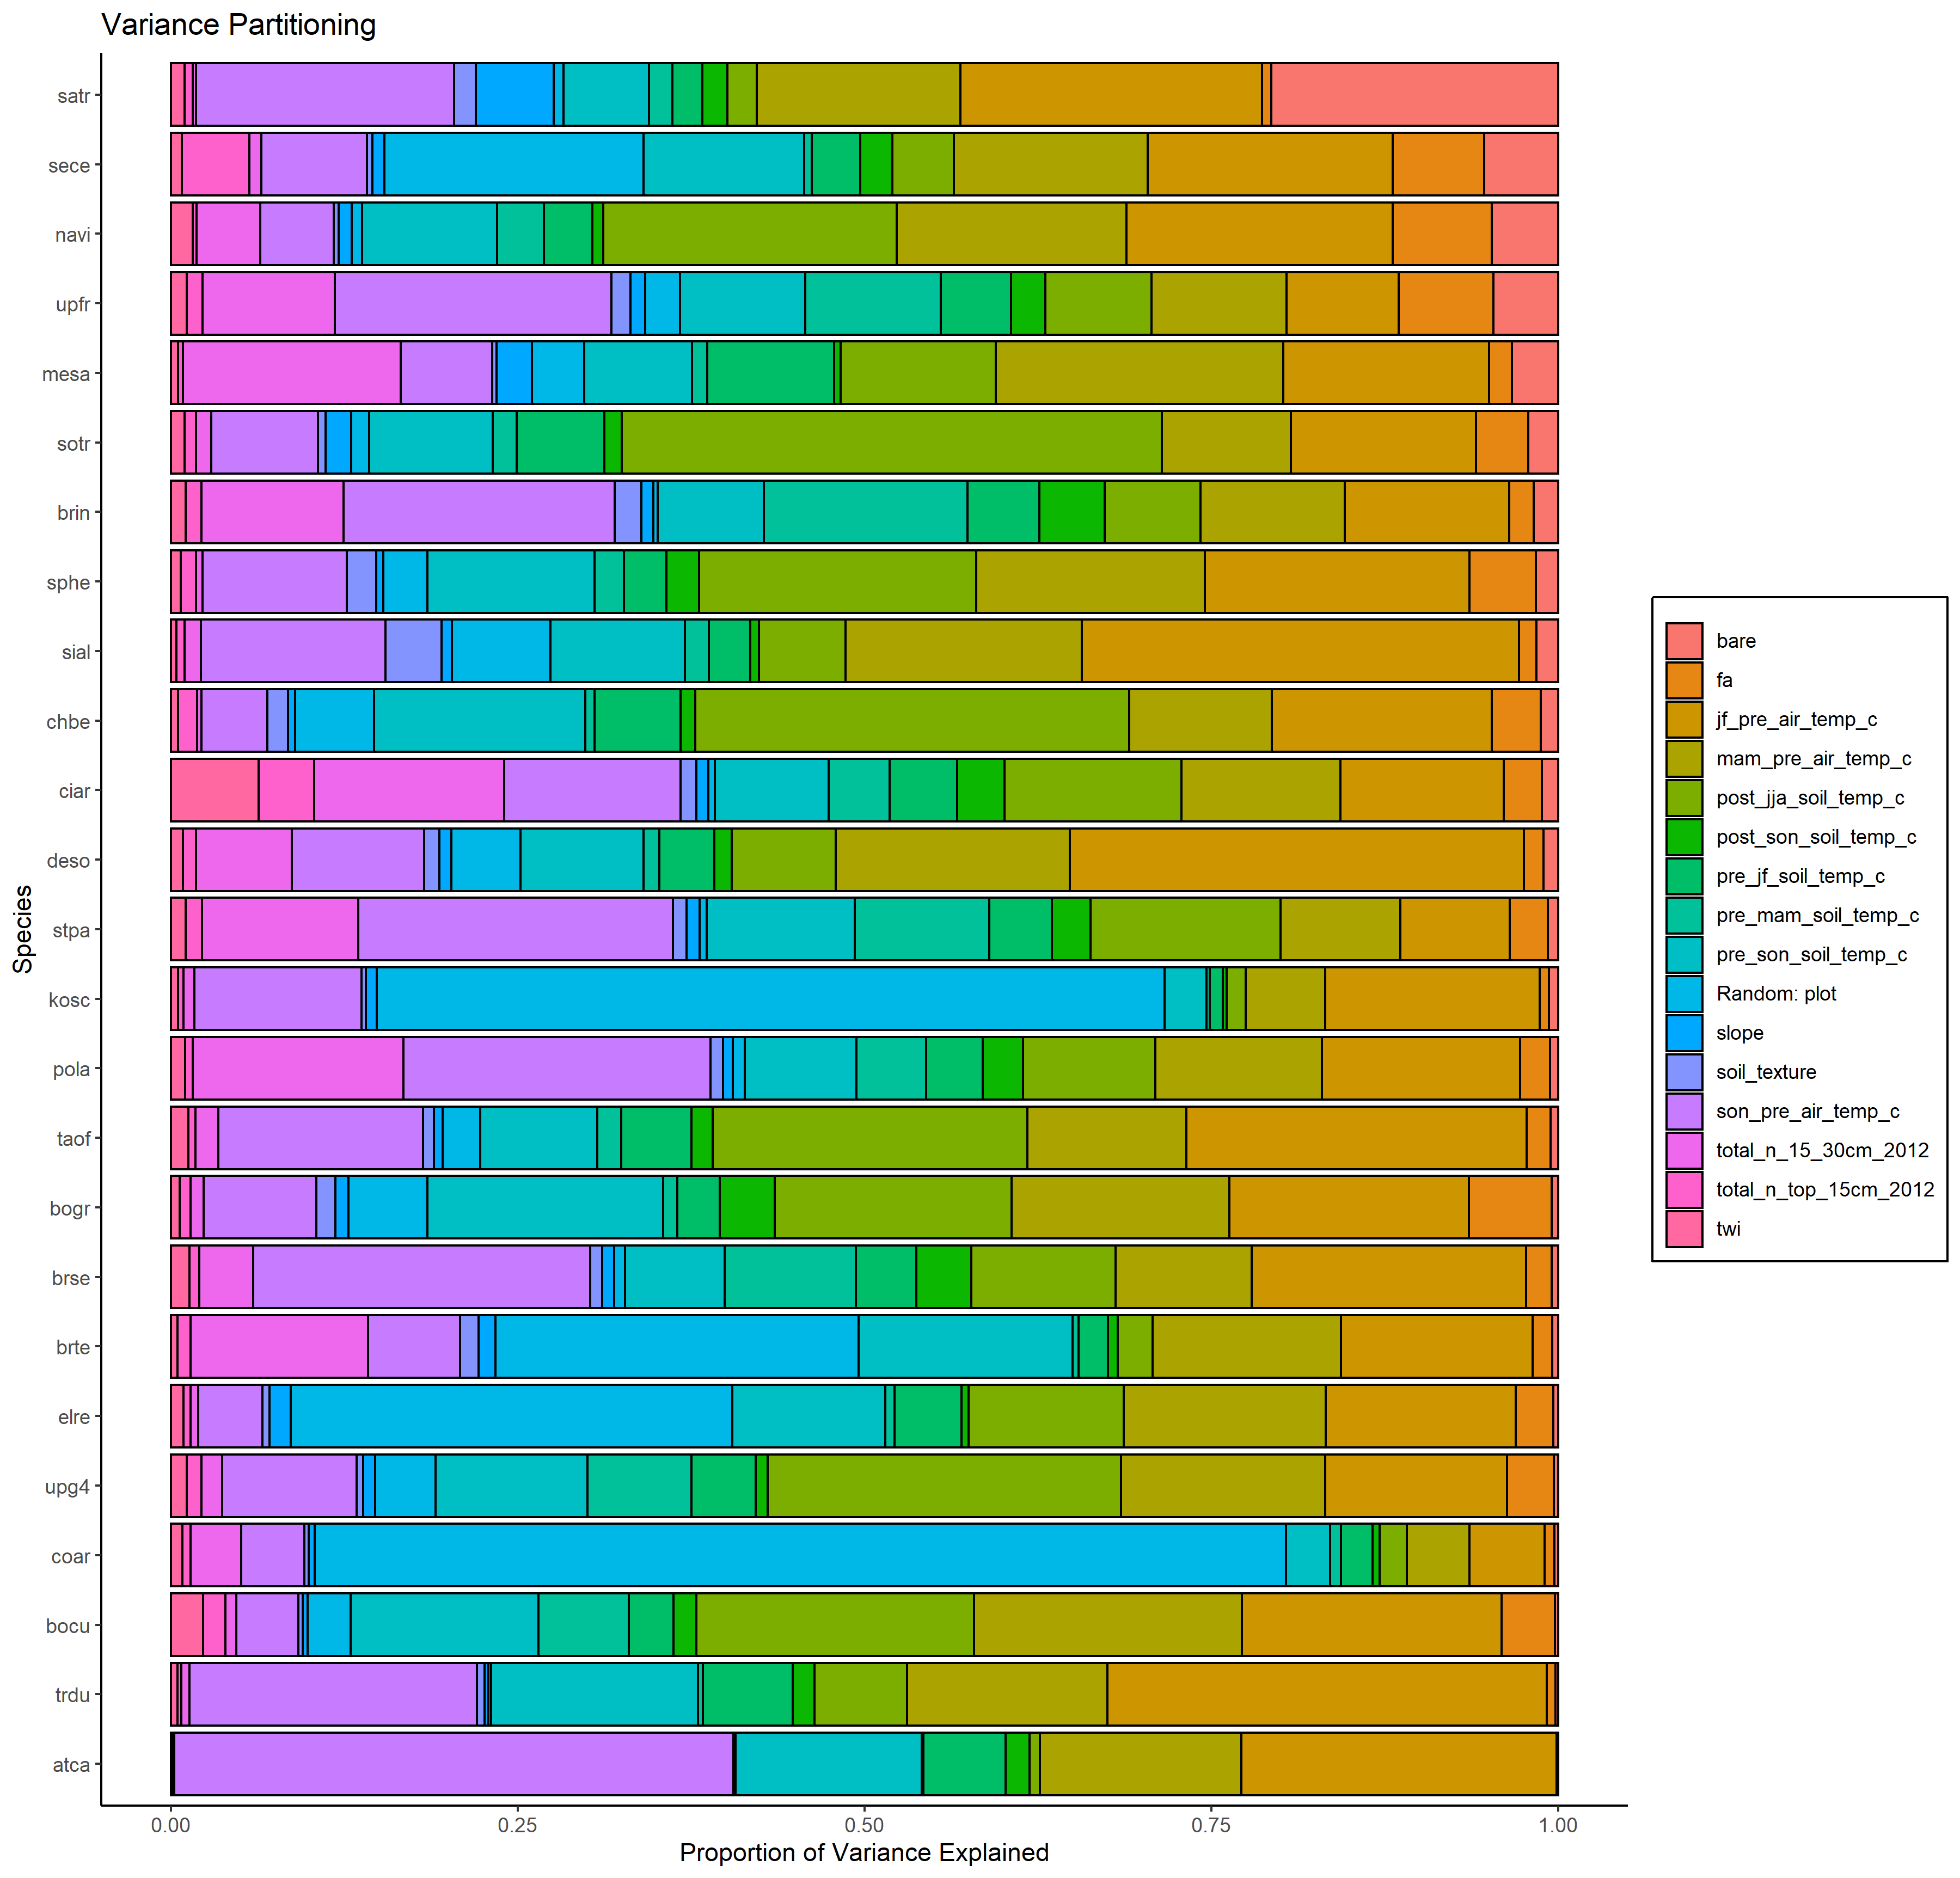 Variance Partitioning
Species
satr
sece
navi
upfr
mesa
sotr
brin
sphe
sial
chbe
ciar
deso
stpa
kosc
pola
taof
bogr
brse
brte
elre
upg4
coar
bocu
trdu
atca
0.00 0.25 0.50 0.75 1.00
Proportion of Variance Explained
bare
fa
jf_pre_air_temp_c
mam_pre_air_temp_c
post_jja_soil_temp_c
post_son_soil_temp_c
pre_jf_soil_temp_c
pre_mam_soil_temp_c
pre_son_soil_temp_c
Random: plot
slope
soil_texture
son_pre_air_temp_c
total_n_15_30cm_2012
total_n_top_15cm_2012
twi